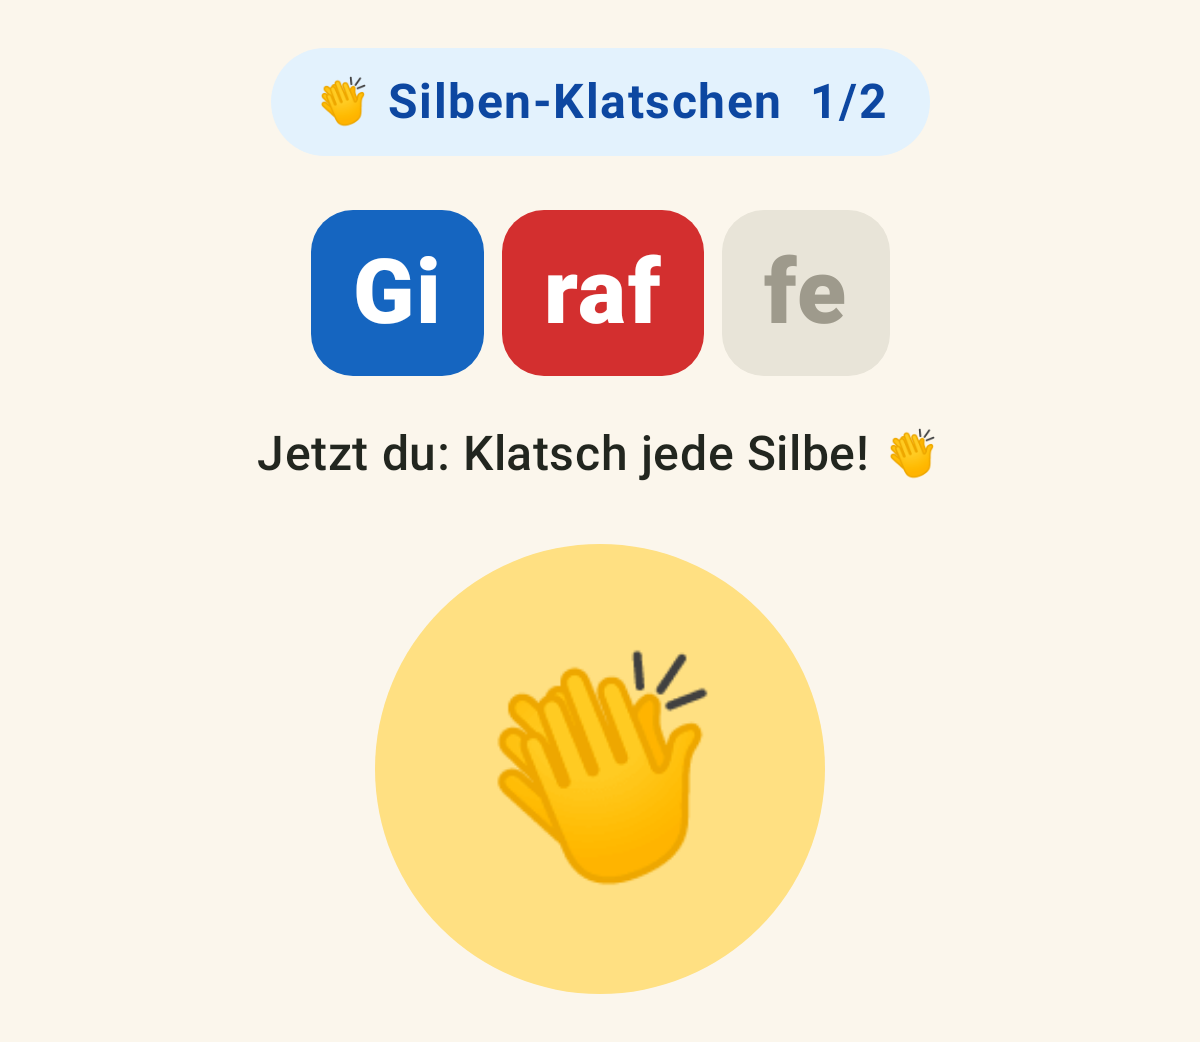 👏 Silben-Klatschen 1/2
Gi raf fe
Jetzt du: Klatsch jede Silbe! 👏